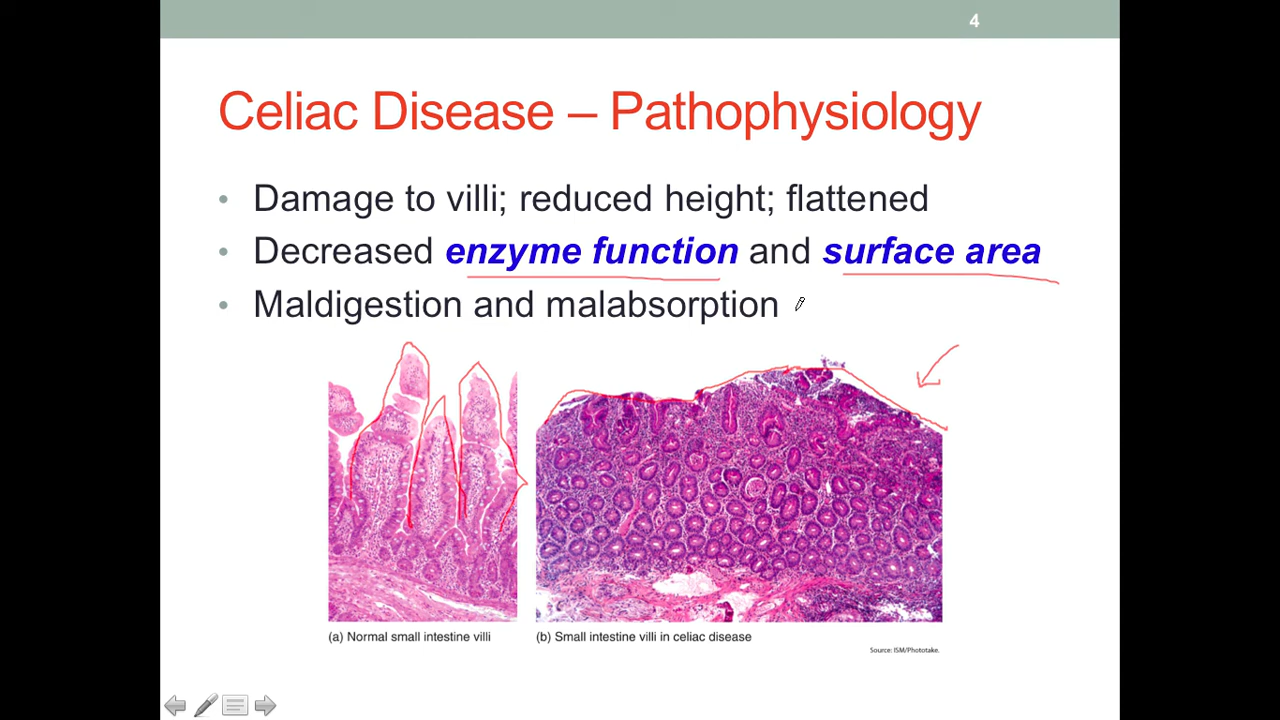 4
Celiac Disease – Pathophysiology
• Damage to villi; reduced height; flattened
• Decreased enzyme function and surface area
• Maldigestion and malabsorption
(a) Normal small intestine villi
(b) Small intestine villi in celiac disease
Source: ISM/Phototake.